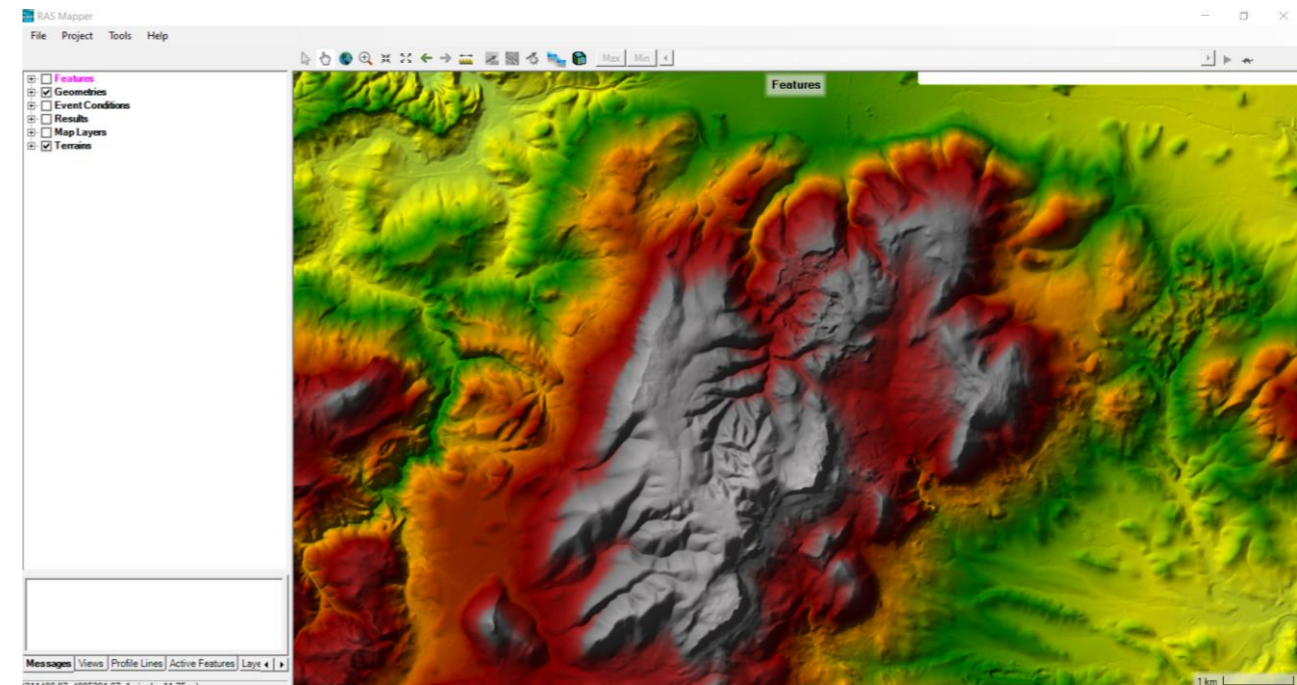 RAS Mapper
File Project Tools Help
Max Min
Features
Features
Geometries
Event Conditions
Results
Map Layers
Terrains
Messages Views Profile Lines Active Features Laye
1 km